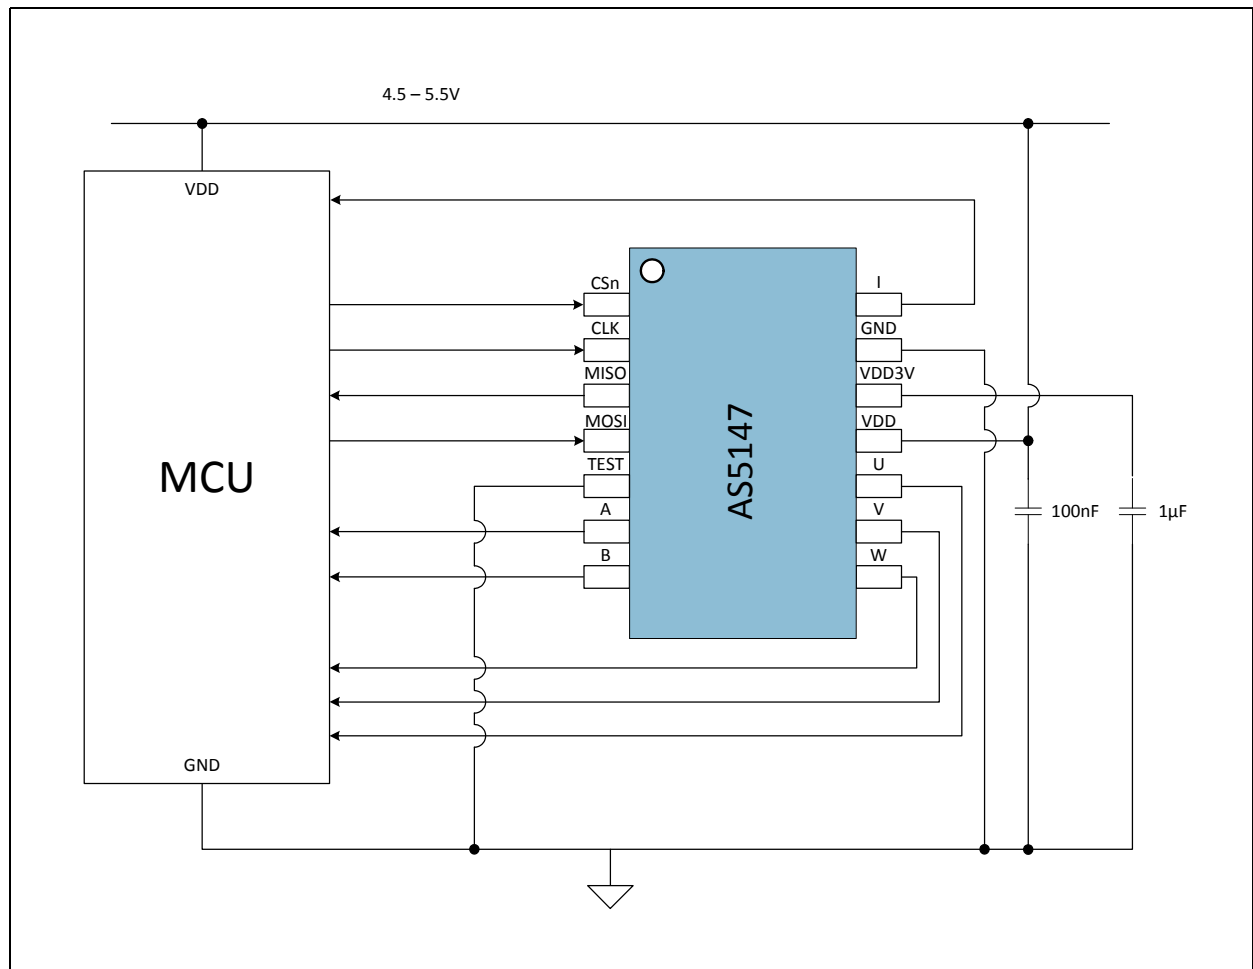 4.5 – 5.5V
VDD
CSn
I
CLK
GND
MISO
VDD3V
MOSI
VDD
TEST
U
A
V
B
W
MCU
AS5147
100nF
1µF
GND